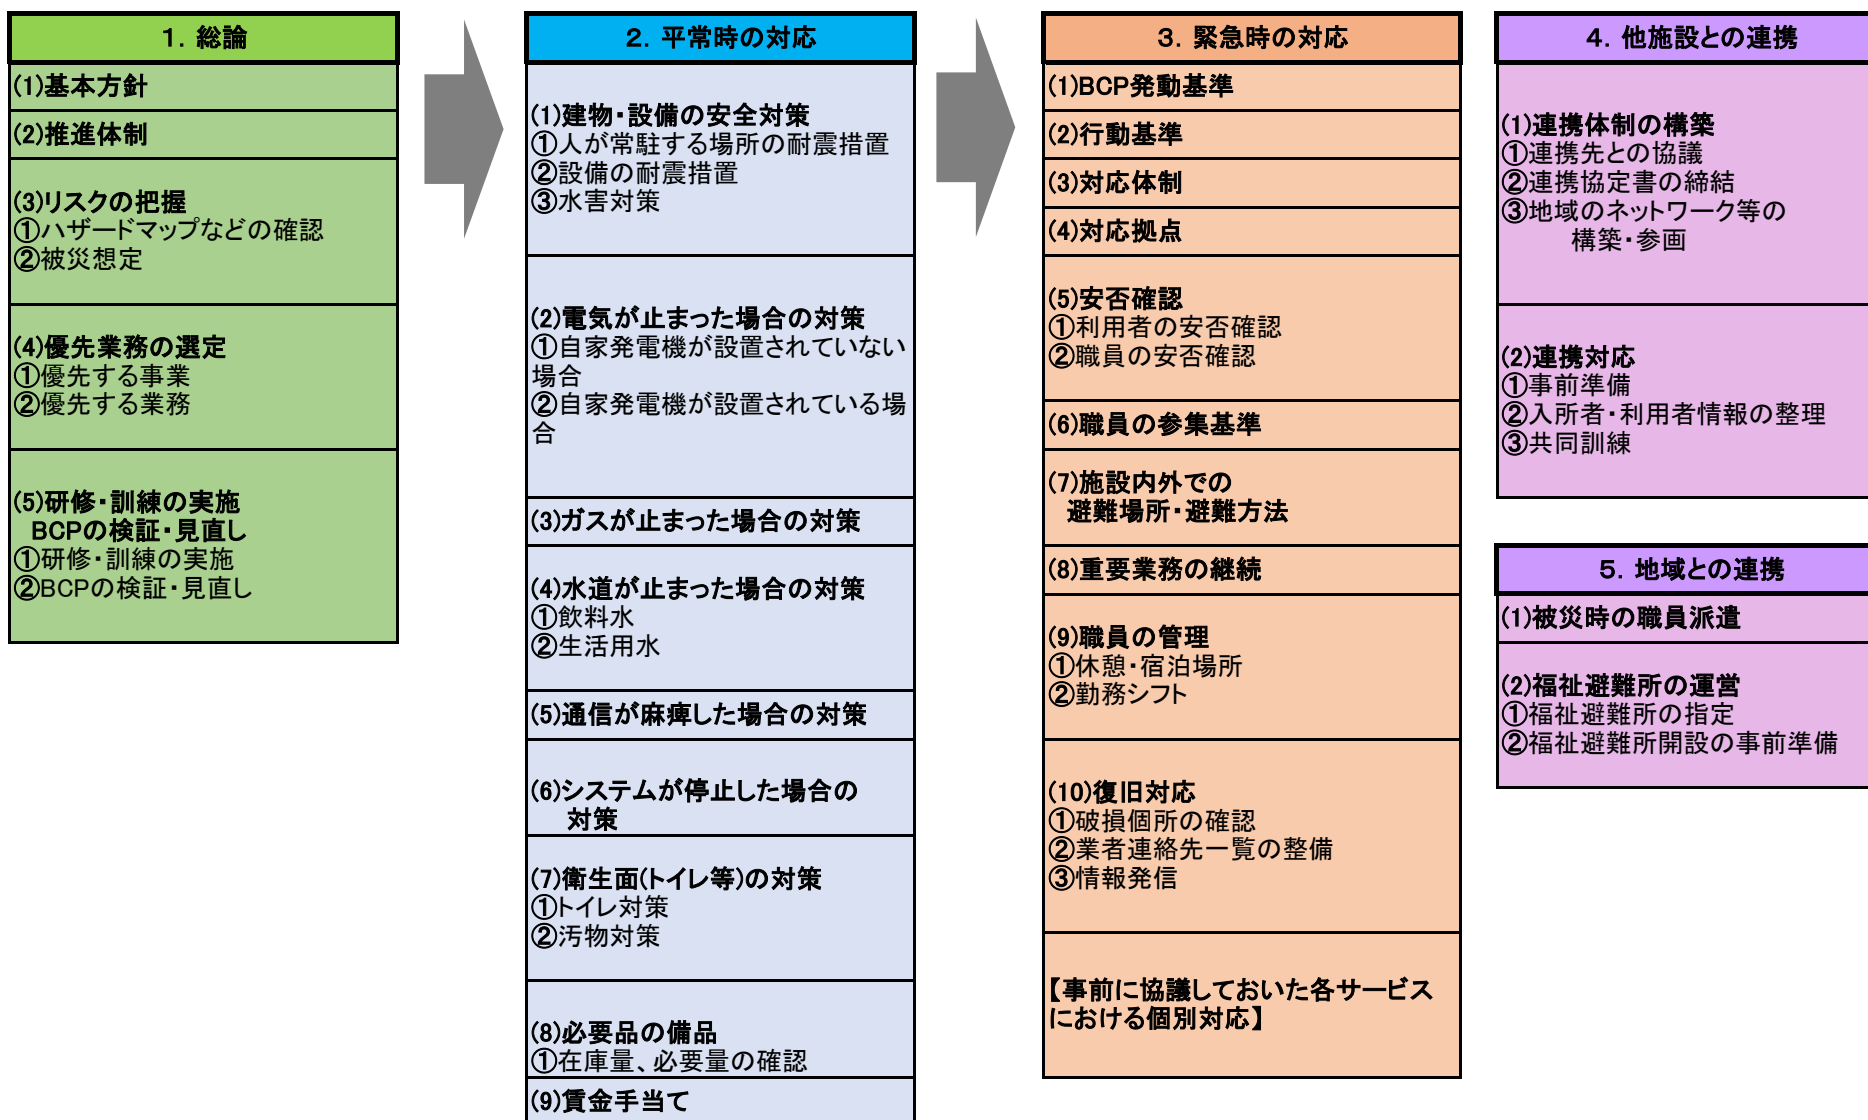 1．総論
(1)基本方針
(2)推進体制
(3)リスクの把握
①ハザードマップなどの確認
②被災想定
(4)優先業務の選定
①優先する事業
②優先する業務
(5)研修・訓練の実施
BCPの検証・見直し
①研修・訓練の実施
②BCPの検証・見直し
2．平常時の対応
(1)建物・設備の安全対策
①人が常駐する場所の耐震措置
②設備の耐震措置
③水害対策
(2)電気が止まった場合の対策
①自家発電機が設置されていない
場合
②自家発電機が設置されている場
合
(3)ガスが止まった場合の対策
(4)水道が止まった場合の対策
①飲料水
②生活用水
(5)通信が麻痺した場合の対策
(6)システムが停止した場合の
対策
(7)衛生面(トイレ等)の対策
①トイレ対策
②汚物対策
(8)必要品の備品
①在庫量、必要量の確認
(9)賃金手当て
3．緊急時の対応
(1)BCP発動基準
(2)行動基準
(3)対応体制
(4)対応拠点
(5)安否確認
①利用者の安否確認
②職員の安否確認
(6)職員の参集基準
(7)施設内外での
避難場所・避難方法
(8)重要業務の継続
(9)職員の管理
①休憩・宿泊場所
②勤務シフト
(10)復旧対応
①破損個所の確認
②業者連絡先一覧の整備
③情報発信
【事前に協議しておいた各サービス
における個別対応】
4．他施設との連携
(1)連携体制の構築
①連携先との協議
②連携協定書の締結
③地域のネットワーク等の
構築・参画
(2)連携対応
①事前準備
②入所者・利用者情報の整理
③共同訓練
5．地域との連携
(1)被災時の職員派遣
(2)福祉避難所の運営
①福祉避難所の指定
②福祉避難所開設の事前準備